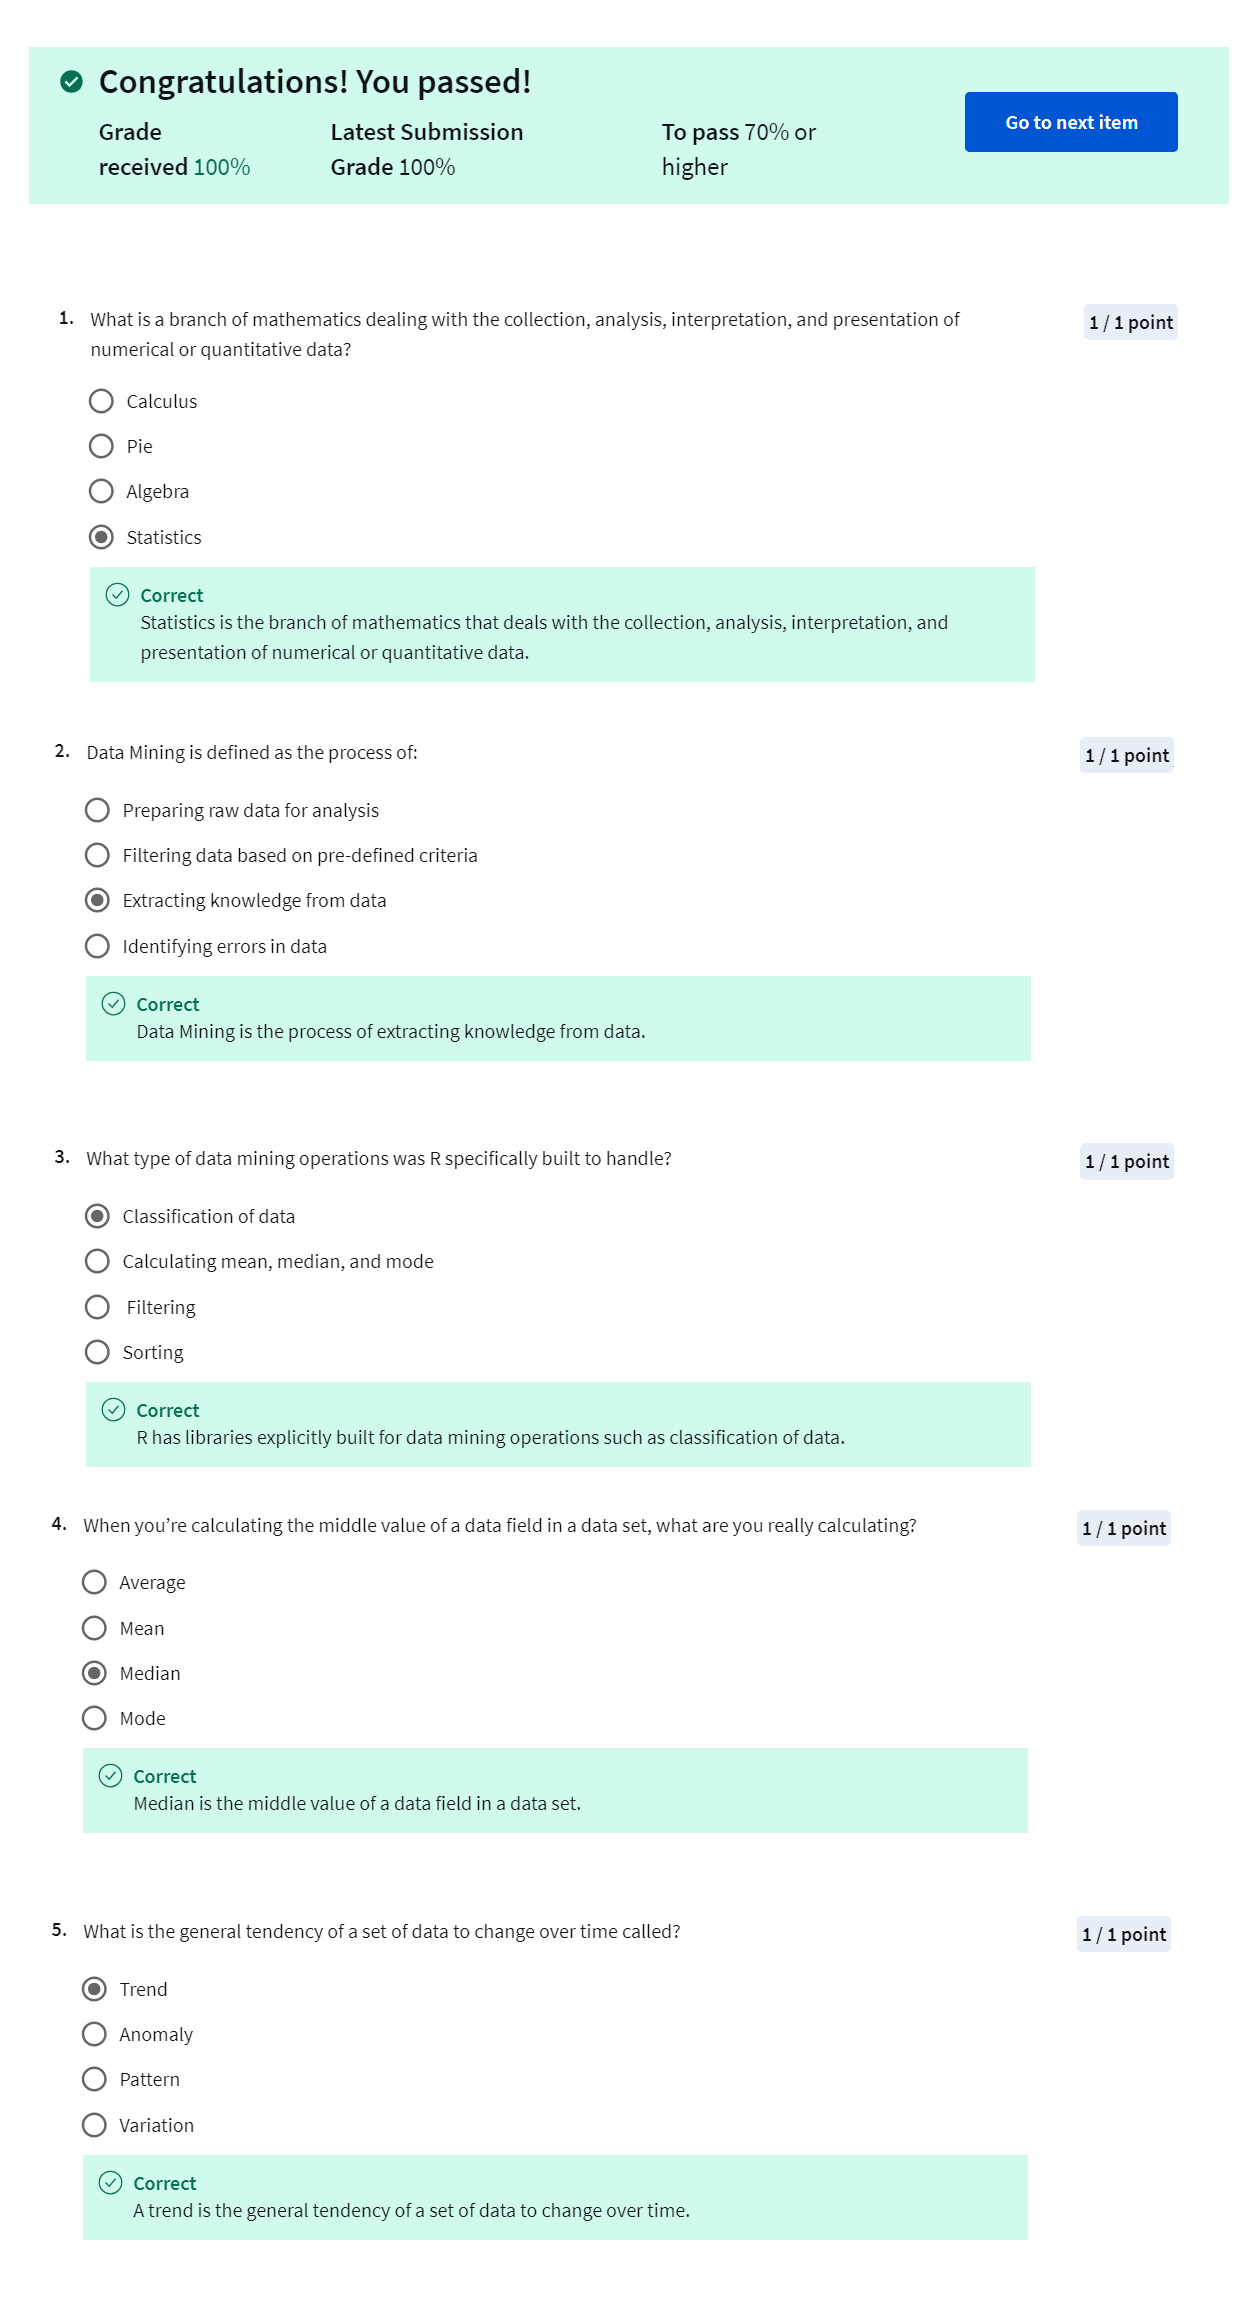 Congratulations! You passed!
Grade
received 100%
Latest Submission
Grade 100%
To pass 70% or
higher
Go to next item
1. What is a branch of mathematics dealing with the collection, analysis, interpretation, and presentation of
numerical or quantitative data?
1 / 1 point
Calculus
Pie
Algebra
Statistics
Correct
Statistics is the branch of mathematics that deals with the collection, analysis, interpretation, and
presentation of numerical or quantitative data.
2. Data Mining is defined as the process of:
1 / 1 point
Preparing raw data for analysis
Filtering data based on pre-defined criteria
Extracting knowledge from data
Identifying errors in data
Correct
Data Mining is the process of extracting knowledge from data.
3. What type of data mining operations was R specifically built to handle?
1 / 1 point
Classification of data
Calculating mean, median, and mode
Filtering
Sorting
Correct
R has libraries explicitly built for data mining operations such as classification of data.
4. When you’re calculating the middle value of a data field in a data set, what are you really calculating?
1 / 1 point
Average
Mean
Median
Mode
Correct
Median is the middle value of a data field in a data set.
5. What is the general tendency of a set of data to change over time called?
1 / 1 point
Trend
Anomaly
Pattern
Variation
Correct
A trend is the general tendency of a set of data to change over time.